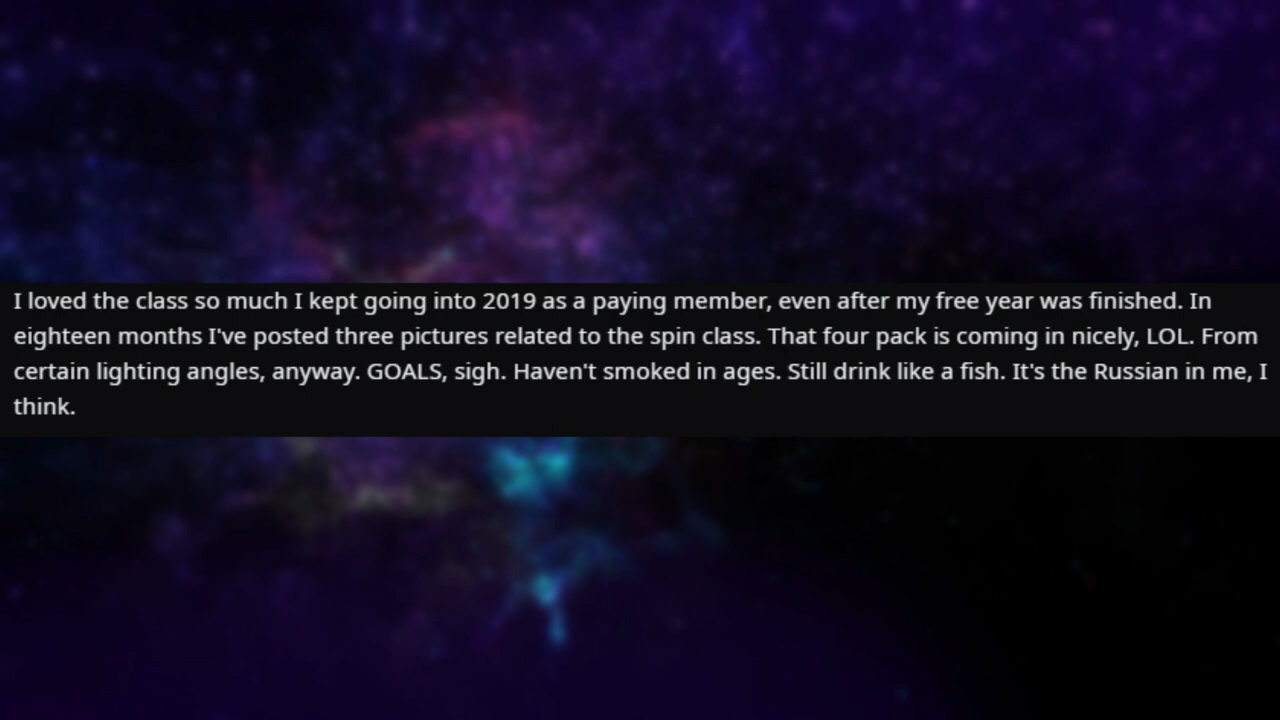 I loved the class so much I kept going into 2019 as a paying member, even after my free year was finished. In
eighteen months I've posted three pictures related to the spin class. That four pack is coming in nicely, LOL. From
certain lighting angles, anyway. GOALS, sigh. Haven't smoked in ages. Still drink like a fish. It's the Russian in me, I
think.